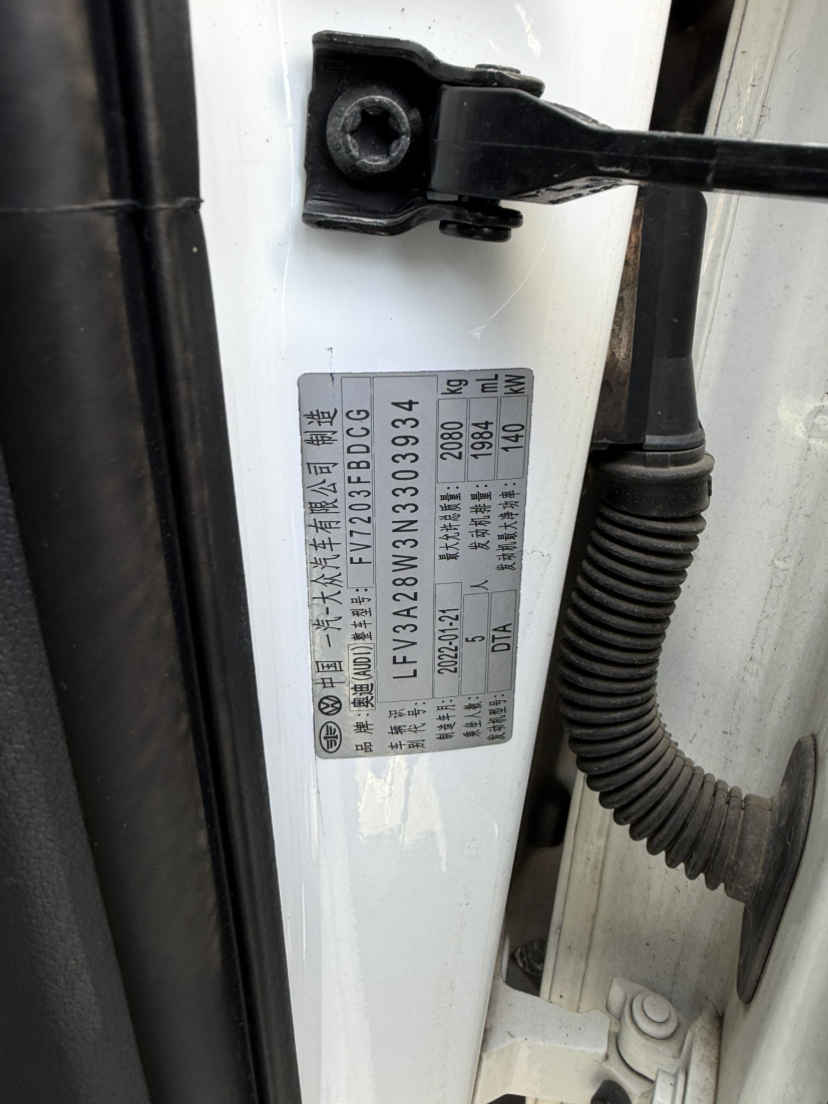 中国 一汽-大众汽车有限公司 制造
品 牌: 奥迪(AUDI) 整车型号: FV7203FBDCG
车辆识别代号: LFV3A28W3N3303934
制造年月: 2022-01-21 最大允许总质量: 2080 kg
乘坐人数: 5 人 发动机排量: 1984 mL
发动机型号: DTA 发动机最大净功率: 140 kW